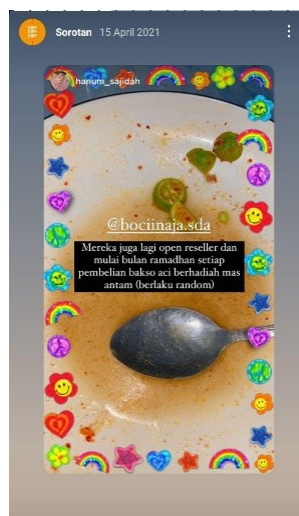 Sorotan 15 April 2021
hanum_sajidah
@bociinaja.sda
Mereka juga lagi open reseller dan
mulai bulan ramadhan setiap
pembelian bakso aci berhadiah mas
antam (berlaku random)